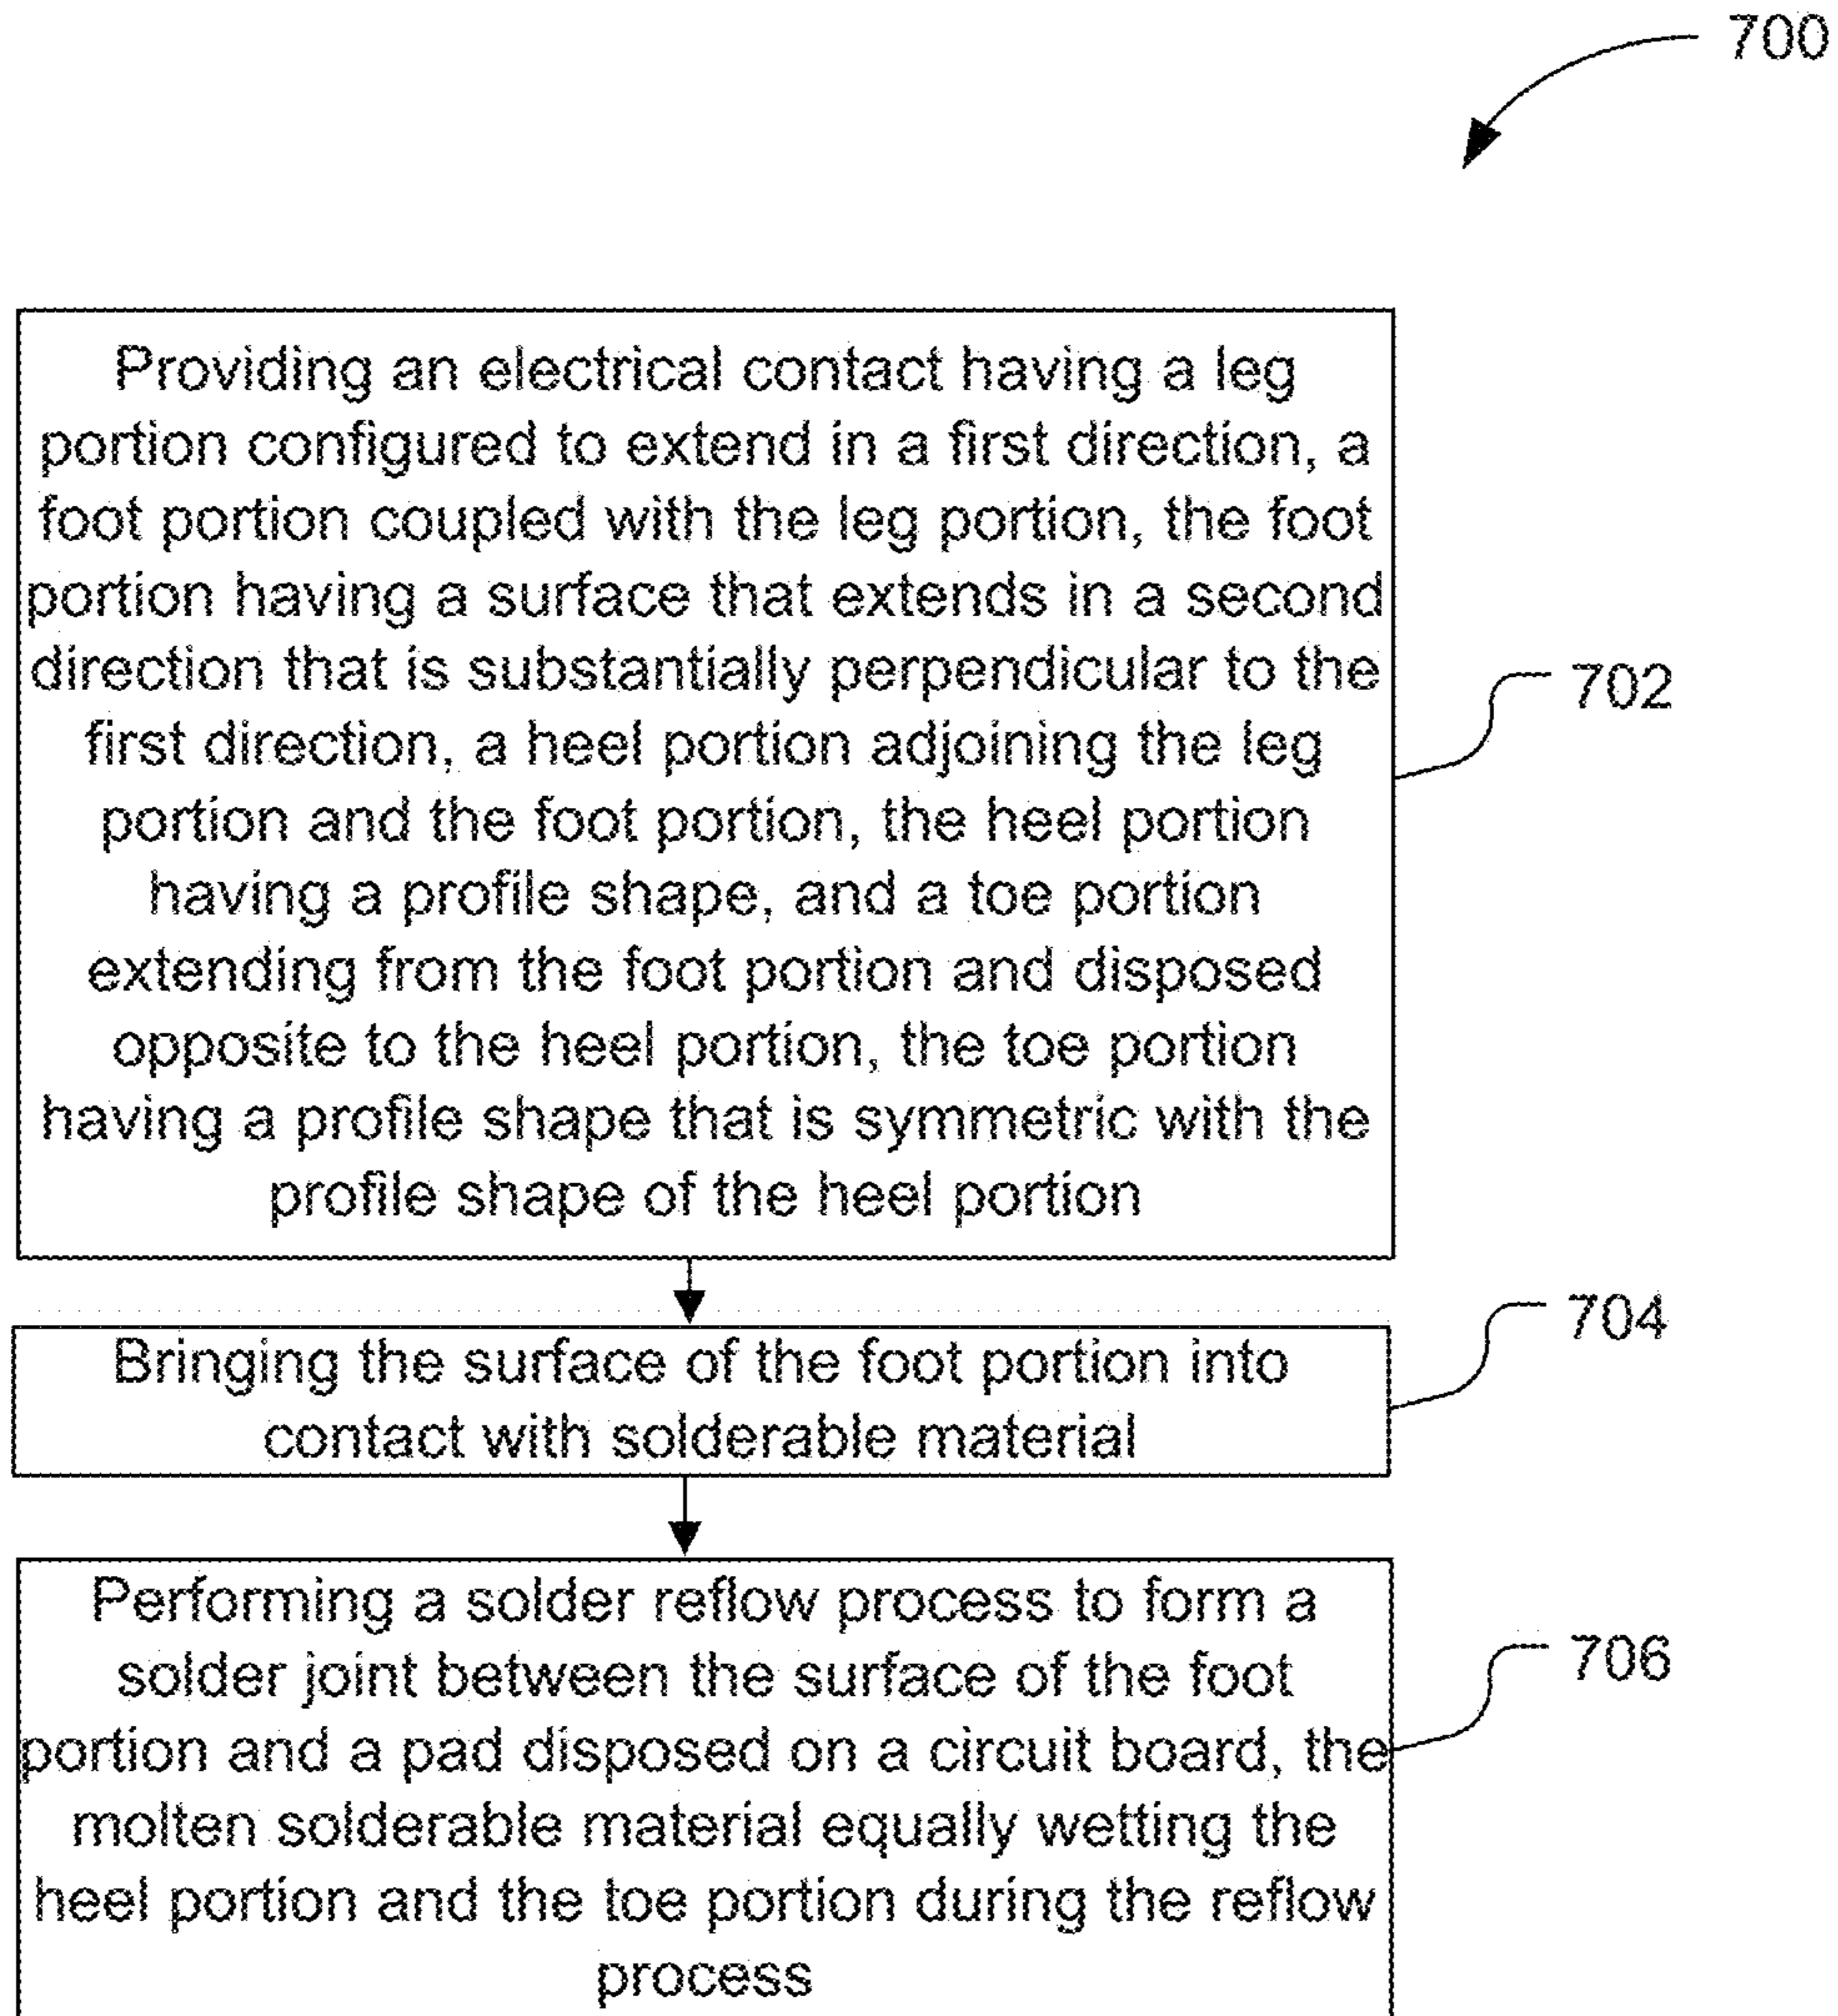 700
Providing an electrical contact having a leg
portion configured to extend in a first direction, a
foot portion coupled with the leg portion, the foot
portion having a surface that extends in a second
direction that is substantially perpendicular to the
first direction, a heel portion adjoining the leg
portion and the foot portion, the heel portion
having a profile shape, and a toe portion
extending from the foot portion and disposed
opposite to the heel portion, the toe portion
having a profile shape that is symmetric with the
profile shape of the heel portion
702
Bringing the surface of the foot portion into
contact with solderable material
704
Performing a solder reflow process to form a
solder joint between the surface of the foot
portion and a pad disposed on a circuit board, the
molten solderable material equally wetting the
heel portion and the toe portion during the reflow
process
706